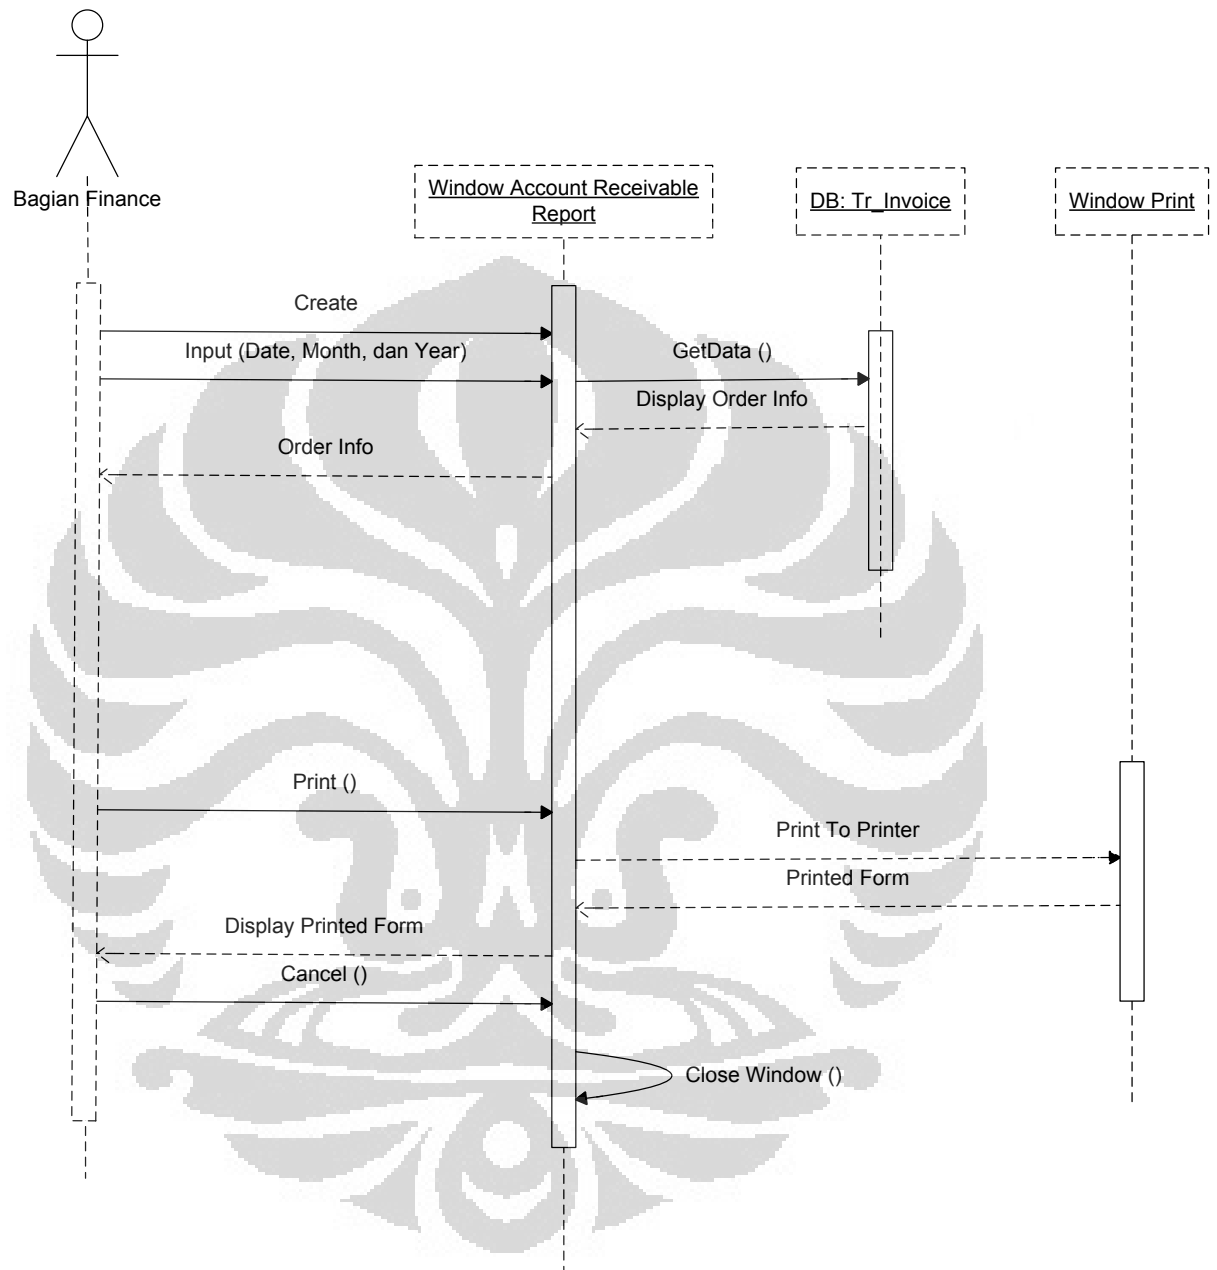 Bagian Finance
Window Account Receivable
Report
DB: Tr_Invoice
Window Print
Create
Input (Date, Month, dan Year)
GetData ()
Display Order Info
Order Info
Print ()
Print To Printer
Printed Form
Display Printed Form
Cancel ()
Close Window ()